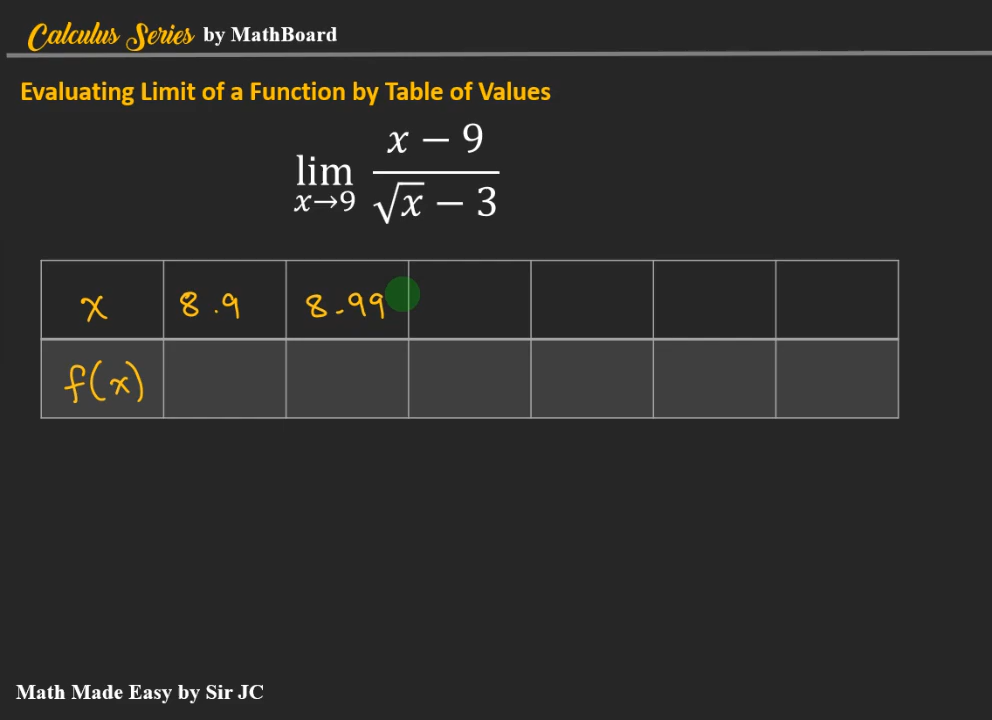 Calculus Series by MathBoard
Evaluating Limit of a Function by Table of Values
lim x→9 (x − 9)/(√x − 3)
x 8.9 8.99
f(x)
Math Made Easy by Sir JC